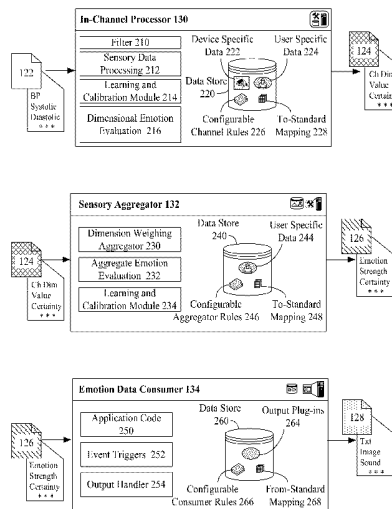 In-Channel Processor 130
Filter 210
Sensory Data
Processing 212
Learning and
Calibration Module 214
Dimensional Emotion
Evaluation 216
Device Specific
Data 222
User Specific
Data 224
Data Store
220
Configurable
Channel Rules 226
To-Standard
Mapping 228
122
BP
Systolic
Diastolic
* * *
124
Ch Dim
Value
* * *
Sensory Aggregator 132
Dimension Weighing
Aggregator 230
Aggregate Emotion
Evaluation 232
Learning and
Calibration Module 234
Data Store
240
User Specific
Data 244
Configurable
Aggregator Rules 246
To-Standard
Mapping 248
124
Ch Dim
Value
Certainty
* * *
126
Emotion
Strength
Certainty
* * *
Emotion Data Consumer 134
Application Code
250
Event Triggers 252
Output Handler 254
Data Store
260
Output Plug-ins
264
Configurable
Consumer Rules 266
From-Standard
Mapping 268
126
Emotion
Strength
Certainty
* * *
128
Txt
Image
Sound
* * *